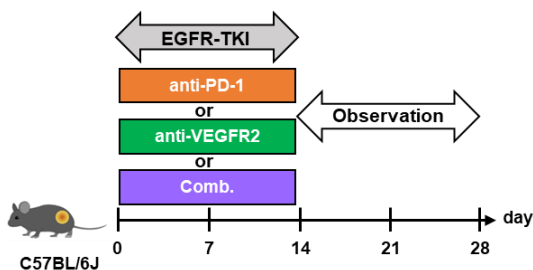 EGFR-TKI
anti-PD-1
or
anti-VEGFR2
or
Comb.
Observation
day
0 7 14 21 28
C57BL/6J